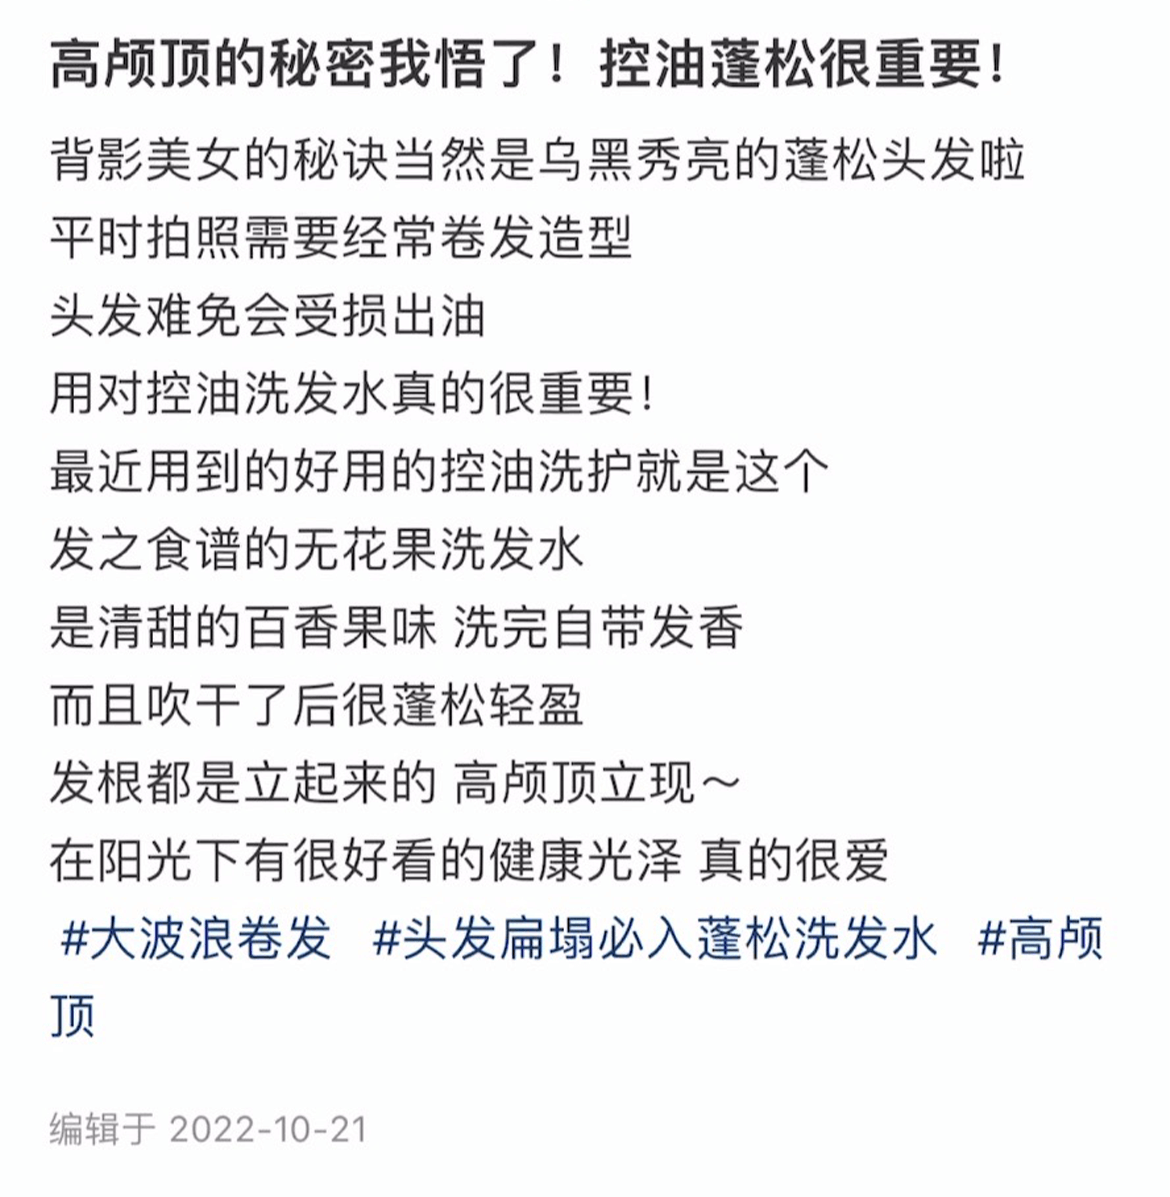 高颅顶的秘密我悟了！控油蓬松很重要！
背影美女的秘诀当然是乌黑秀亮的蓬松头发啦
平时拍照需要经常卷发造型
头发难免会受损出油
用对控油洗发水真的很重要！
最近用到的好用的控油洗护就是这个
发之食谱的无花果洗发水
是清甜的百香果味 洗完自带发香
而且吹干了后很蓬松轻盈
发根都是立起来的 高颅顶立现～
在阳光下有很好看的健康光泽 真的很爱
#大波浪卷发 #头发扁塌必入蓬松洗发水 #高颅
顶
编辑于 2022-10-21